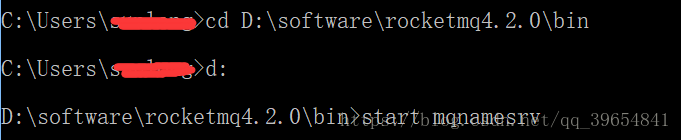 C:\Users\>cd D:\software\rocketmq4.2.0\bin
C:\Users\>d:
D:\software\rocketmq4.2.0\bin>start mqnamesrv
https://blog.csdn.net/qq_39654841